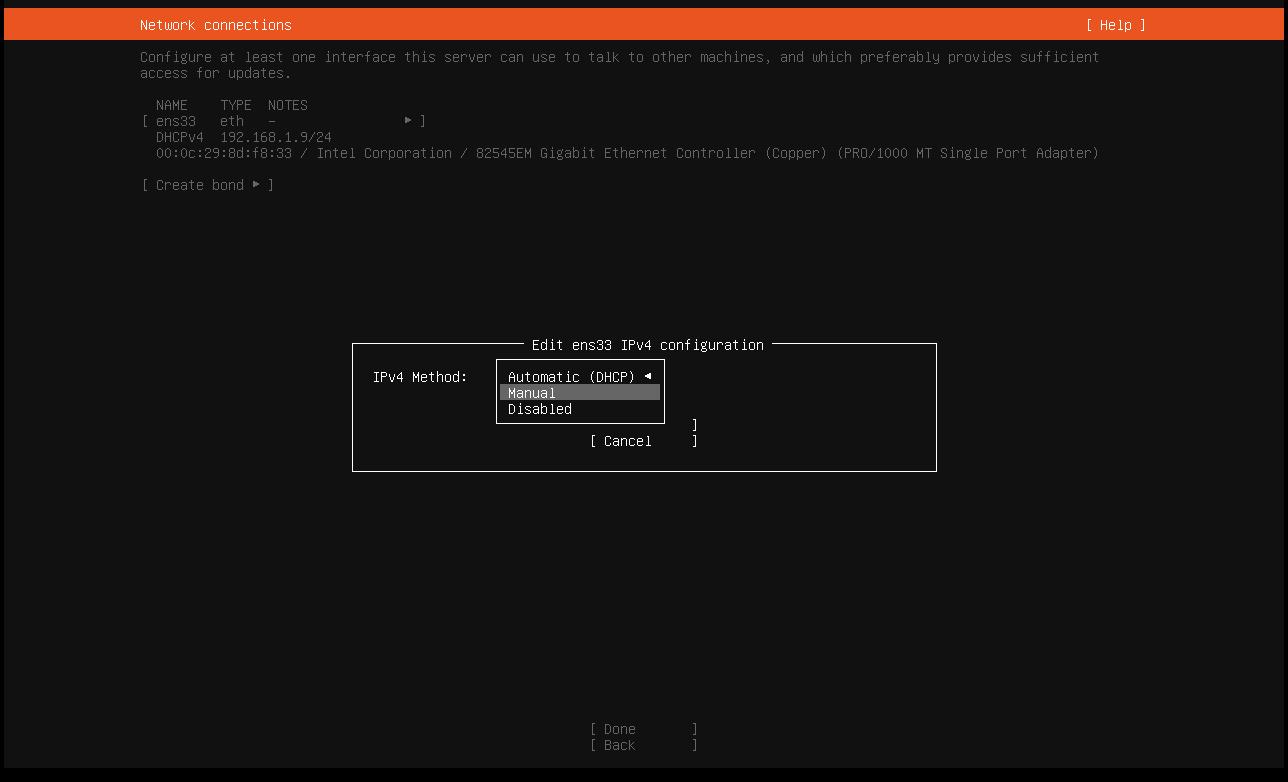 Network connections [ Help ]
Configure at least one interface this server can use to talk to other machines, and which preferably provides sufficient
access for updates.
NAME TYPE NOTES
[ ens33 eth – ▸ ]
DHCPv4 192.168.1.9/24
00:0c:29:8d:f8:33 / Intel Corporation / 82545EM Gigabit Ethernet Controller (Copper) (PRO/1000 MT Single Port Adapter)
[ Create bond ▸ ]
Edit ens33 IPv4 configuration
IPv4 Method: Automatic (DHCP) ◂
Manual
Disabled
]
[ Cancel ]
[ Done ]
[ Back ]